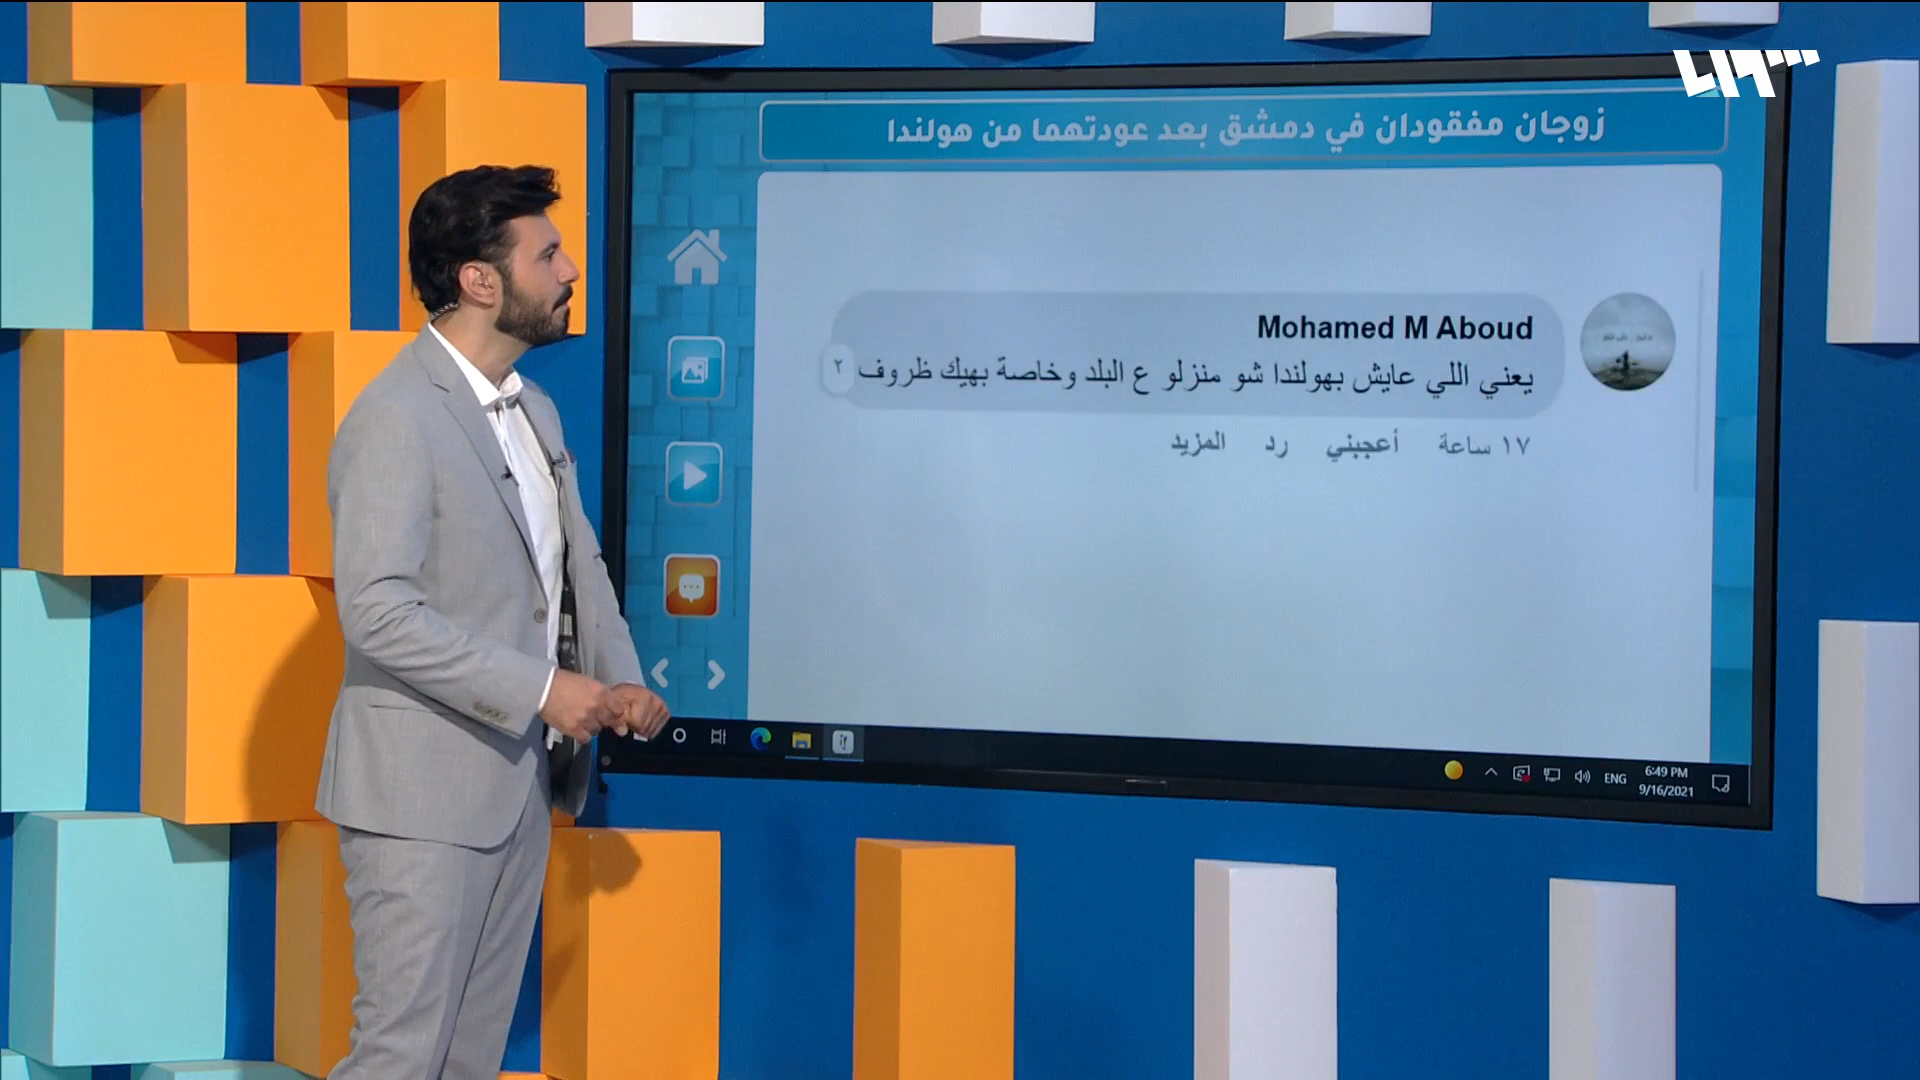 زوجان مفقودان في دمشق بعد عودتهما من هولندا
Mohamed M Aboud
يعني اللي عايش بهولندا شو منزلو ع البلد وخاصة بهيك ظروف
٢
١٧ ساعة أعجبني رد المزيد
ENG
6:49 PM
9/16/2021